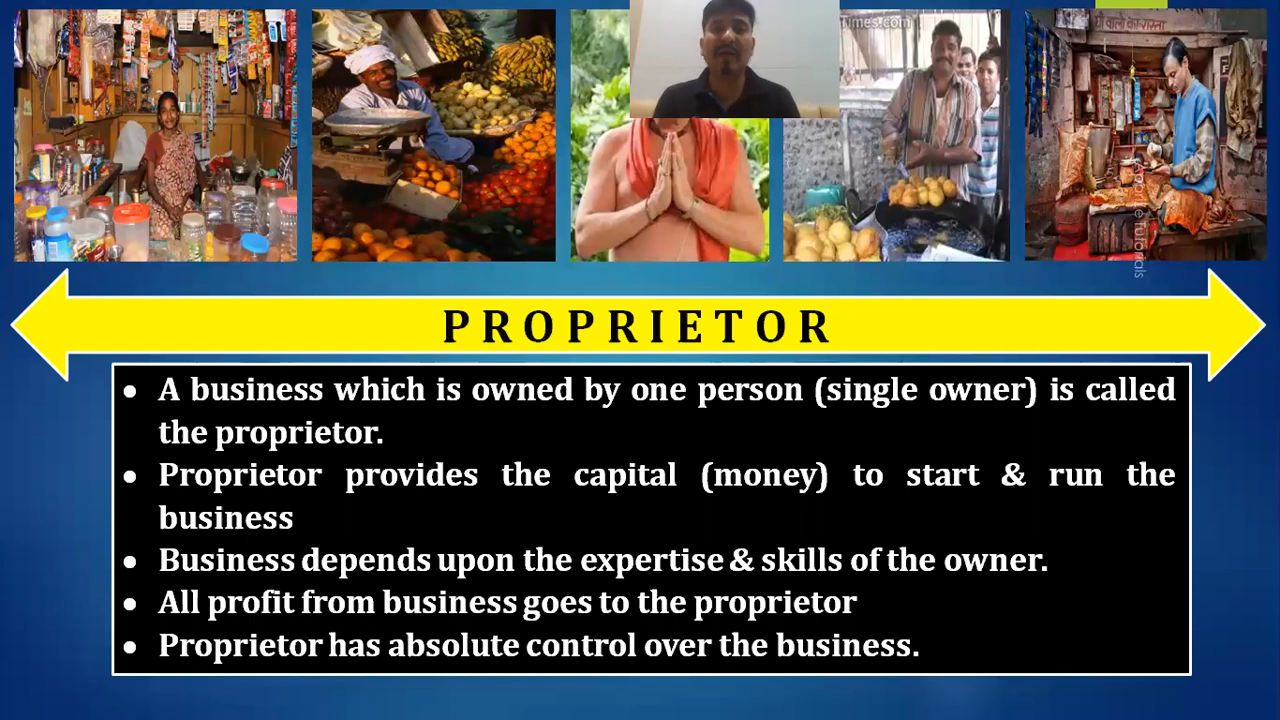 Times.com
P R O P R I E T O R
• A business which is owned by one person (single owner) is called
the proprietor.
• Proprietor provides the capital (money) to start & run the
business
• Business depends upon the expertise & skills of the owner.
• All profit from business goes to the proprietor
• Proprietor has absolute control over the business.